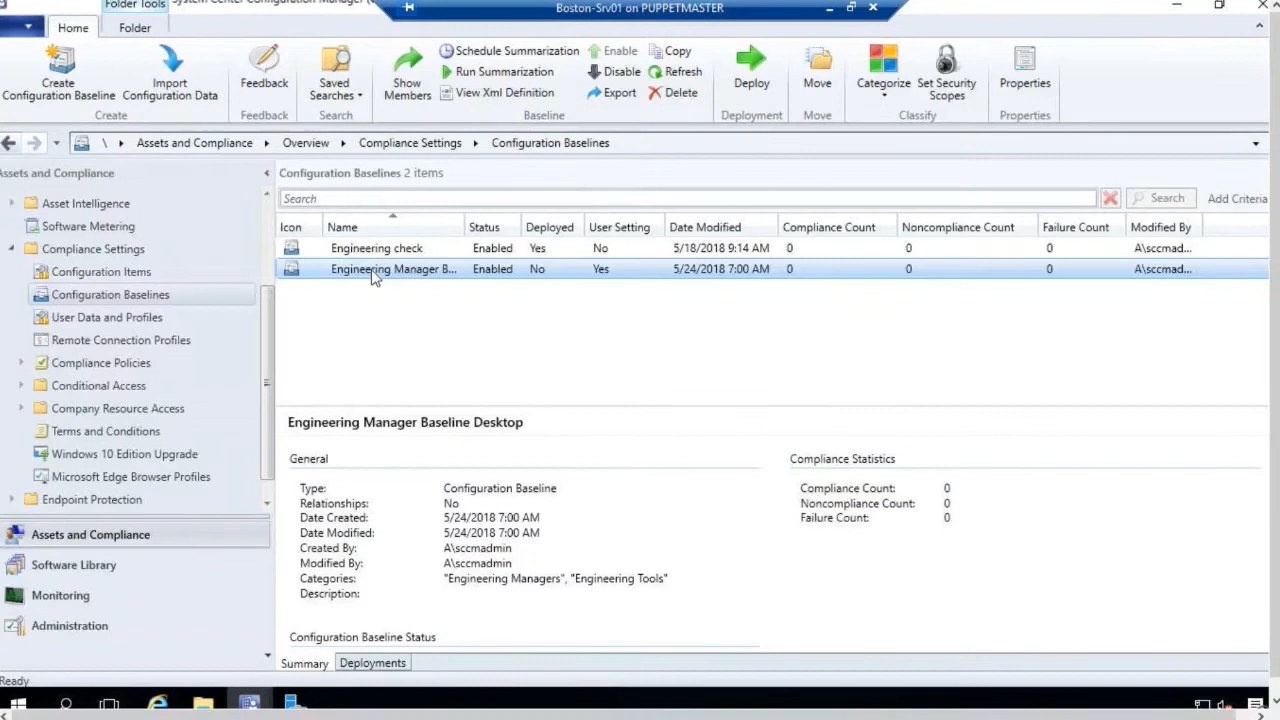 Folder Tools
System Center Configuration Manager
Boston-Srv01 on PUPPETMASTER
Home
Folder
Create
Configuration Baseline
Import
Configuration Data
Create
Feedback
Feedback
Saved
Searches
Search
Show
Members
Schedule Summarization
Run Summarization
View Xml Definition
Enable
Disable
Export
Copy
Refresh
Delete
Baseline
Deploy
Deployment
Move
Move
Categorize
Set Security
Scopes
Classify
Properties
Properties
\ Assets and Compliance Overview Compliance Settings Configuration Baselines
Assets and Compliance
Asset Intelligence
Software Metering
Compliance Settings
Configuration Items
Configuration Baselines
User Data and Profiles
Remote Connection Profiles
Compliance Policies
Conditional Access
Company Resource Access
Terms and Conditions
Windows 10 Edition Upgrade
Microsoft Edge Browser Profiles
Endpoint Protection
Assets and Compliance
Software Library
Monitoring
Administration
Configuration Baselines 2 items
Search
Search
Add Criteria
Icon Name Status Deployed User Setting Date Modified Compliance Count Noncompliance Count Failure Count Modified By
Engineering check Enabled Yes No 5/18/2018 9:14 AM 0 0 0 A\sccmad...
Engineering Manager B... Enabled No Yes 5/24/2018 7:00 AM 0 0 0 A\sccmad...
Engineering Manager Baseline Desktop
General
Type: Configuration Baseline
Relationships: No
Date Created: 5/24/2018 7:00 AM
Date Modified: 5/24/2018 7:00 AM
Created By: A\sccmadmin
Modified By: A\sccmadmin
Categories: "Engineering Managers", "Engineering Tools"
Description:
Compliance Statistics
Compliance Count: 0
Noncompliance Count: 0
Failure Count: 0
Configuration Baseline Status
Summary
Deployments
Ready